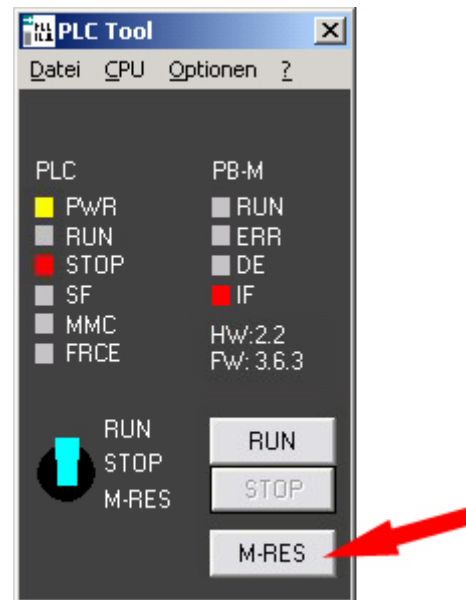 PLC Tool
Datei CPU Optionen ?
PLC
PWR
RUN
STOP
SF
MMC
FRCE
PB-M
RUN
ERR
DE
IF
HW:2.2
FW: 3.6.3
RUN
STOP
M-RES
RUN
STOP
M-RES